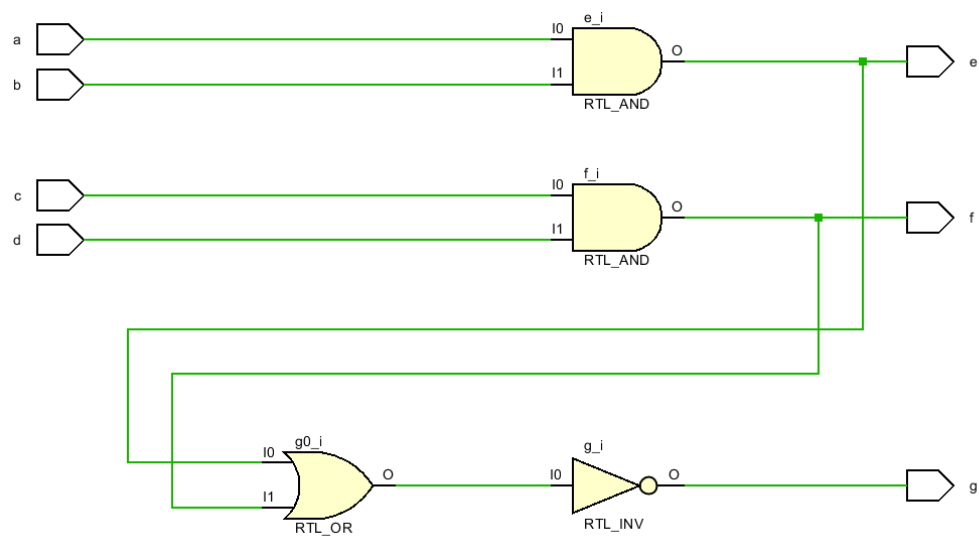 e_i
a
I0
O
e
b
I1
RTL_AND
f_i
c
I0
O
f
d
I1
RTL_AND
g0_i
g_i
I0
O
I0
O
g
I1
RTL_OR
RTL_INV